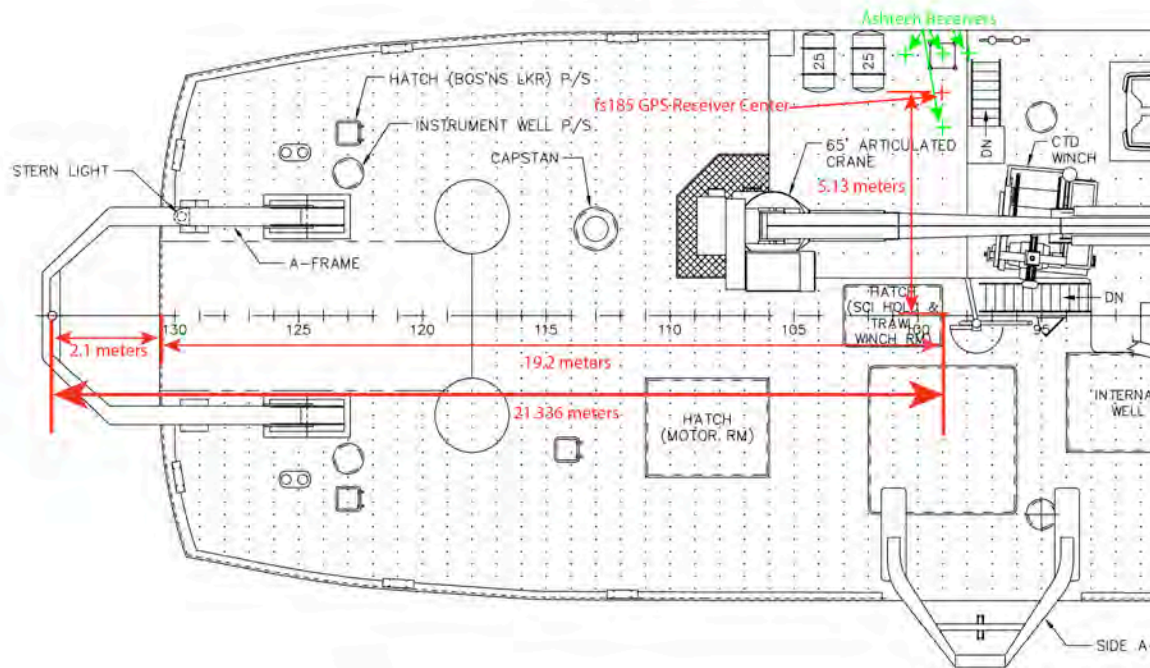 Ashtech Receivers
25
25
HATCH (BOS'NS LKR) P/S
fs185 GPS Receiver Center
INSTRUMENT WELL P/S
CAPSTAN
65' ARTICULATED
CRANE
DN
CTD
WINCH
STERN LIGHT
5.13 meters
A-FRAME
HATCH
(SCI HOLD &
TRAWL
WINCH RM)
DN
130
125
120
115
110
105
100
95
2.1 meters
19.2 meters
21.336 meters
HATCH
(MOTOR. RM)
INTERNA
WELL
SIDE A-